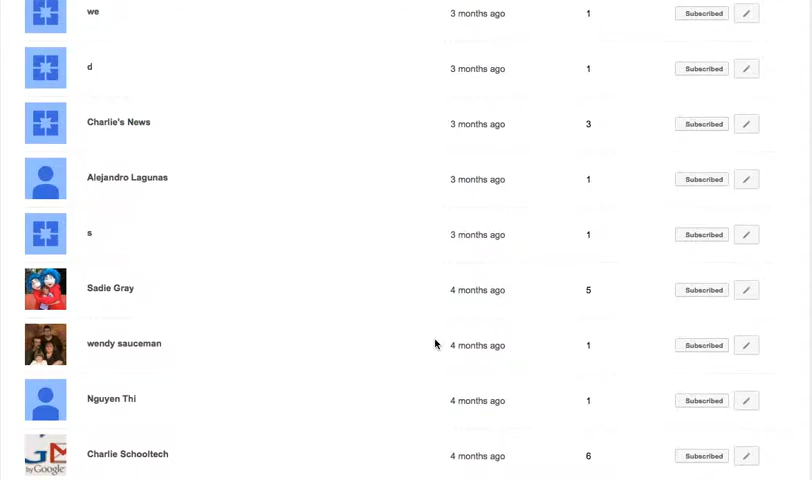 we 3 months ago 1 Subscribed
d 3 months ago 1 Subscribed
Charlie's News 3 months ago 3 Subscribed
Alejandro Lagunas 3 months ago 1 Subscribed
s 3 months ago 1 Subscribed
Sadie Gray 4 months ago 5 Subscribed
wendy sauceman 4 months ago 1 Subscribed
Nguyen Thi 4 months ago 1 Subscribed
Charlie Schooltech 4 months ago 6 Subscribed
by Google